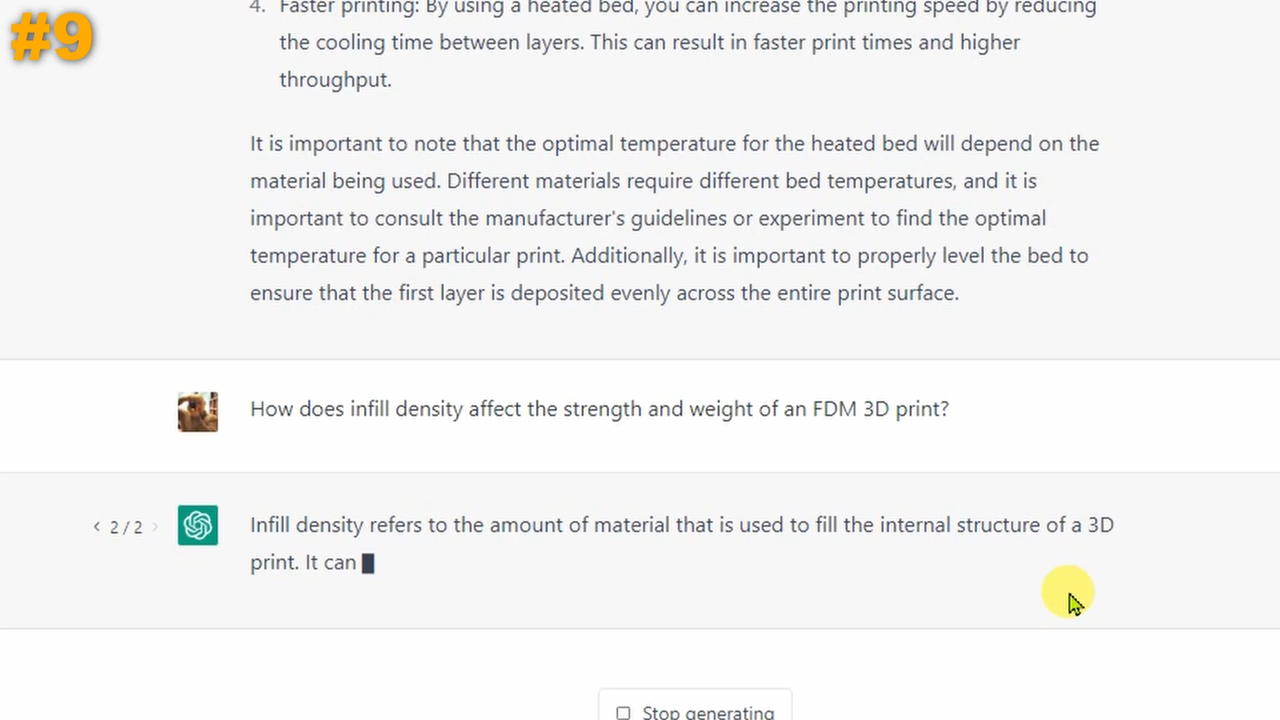 #9
4. Faster printing: By using a heated bed, you can increase the printing speed by reducing
the cooling time between layers. This can result in faster print times and higher
throughput.
It is important to note that the optimal temperature for the heated bed will depend on the
material being used. Different materials require different bed temperatures, and it is
important to consult the manufacturer's guidelines or experiment to find the optimal
temperature for a particular print. Additionally, it is important to properly level the bed to
ensure that the first layer is deposited evenly across the entire print surface.
How does infill density affect the strength and weight of an FDM 3D print?
< 2 / 2 >
Infill density refers to the amount of material that is used to fill the internal structure of a 3D
print. It can
Stop generating